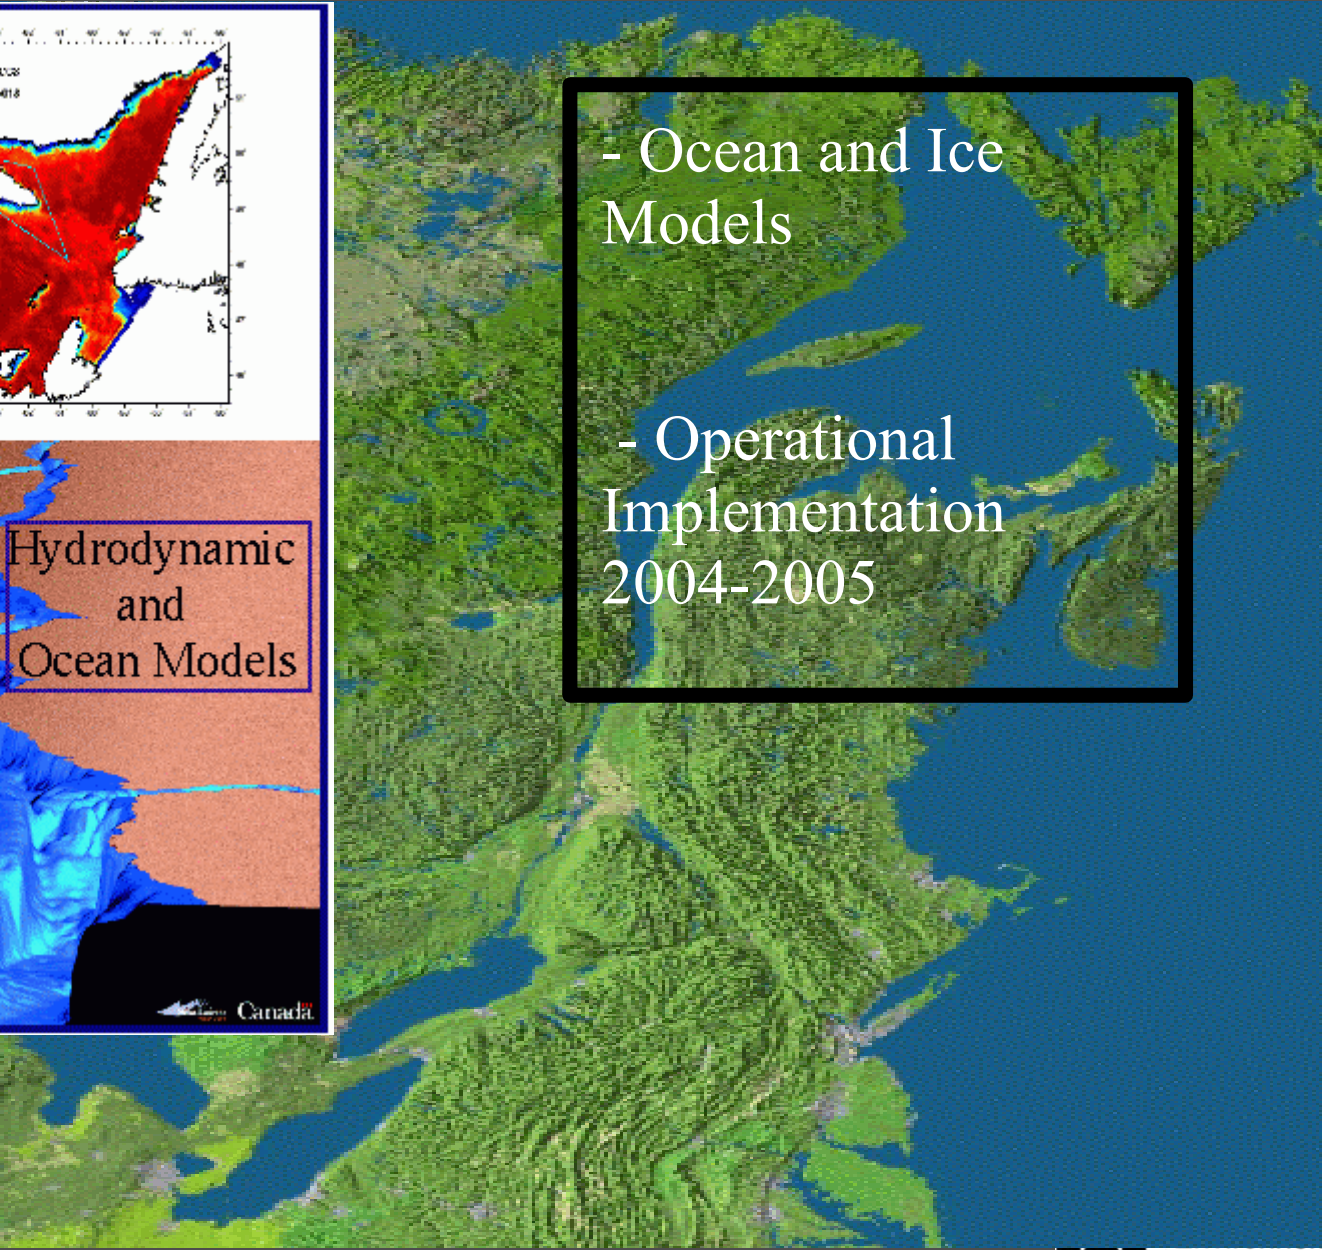 - Ocean and Ice
Models
- Operational
Implementation
2004-2005
Hydrodynamic
and
Ocean Models
Canada